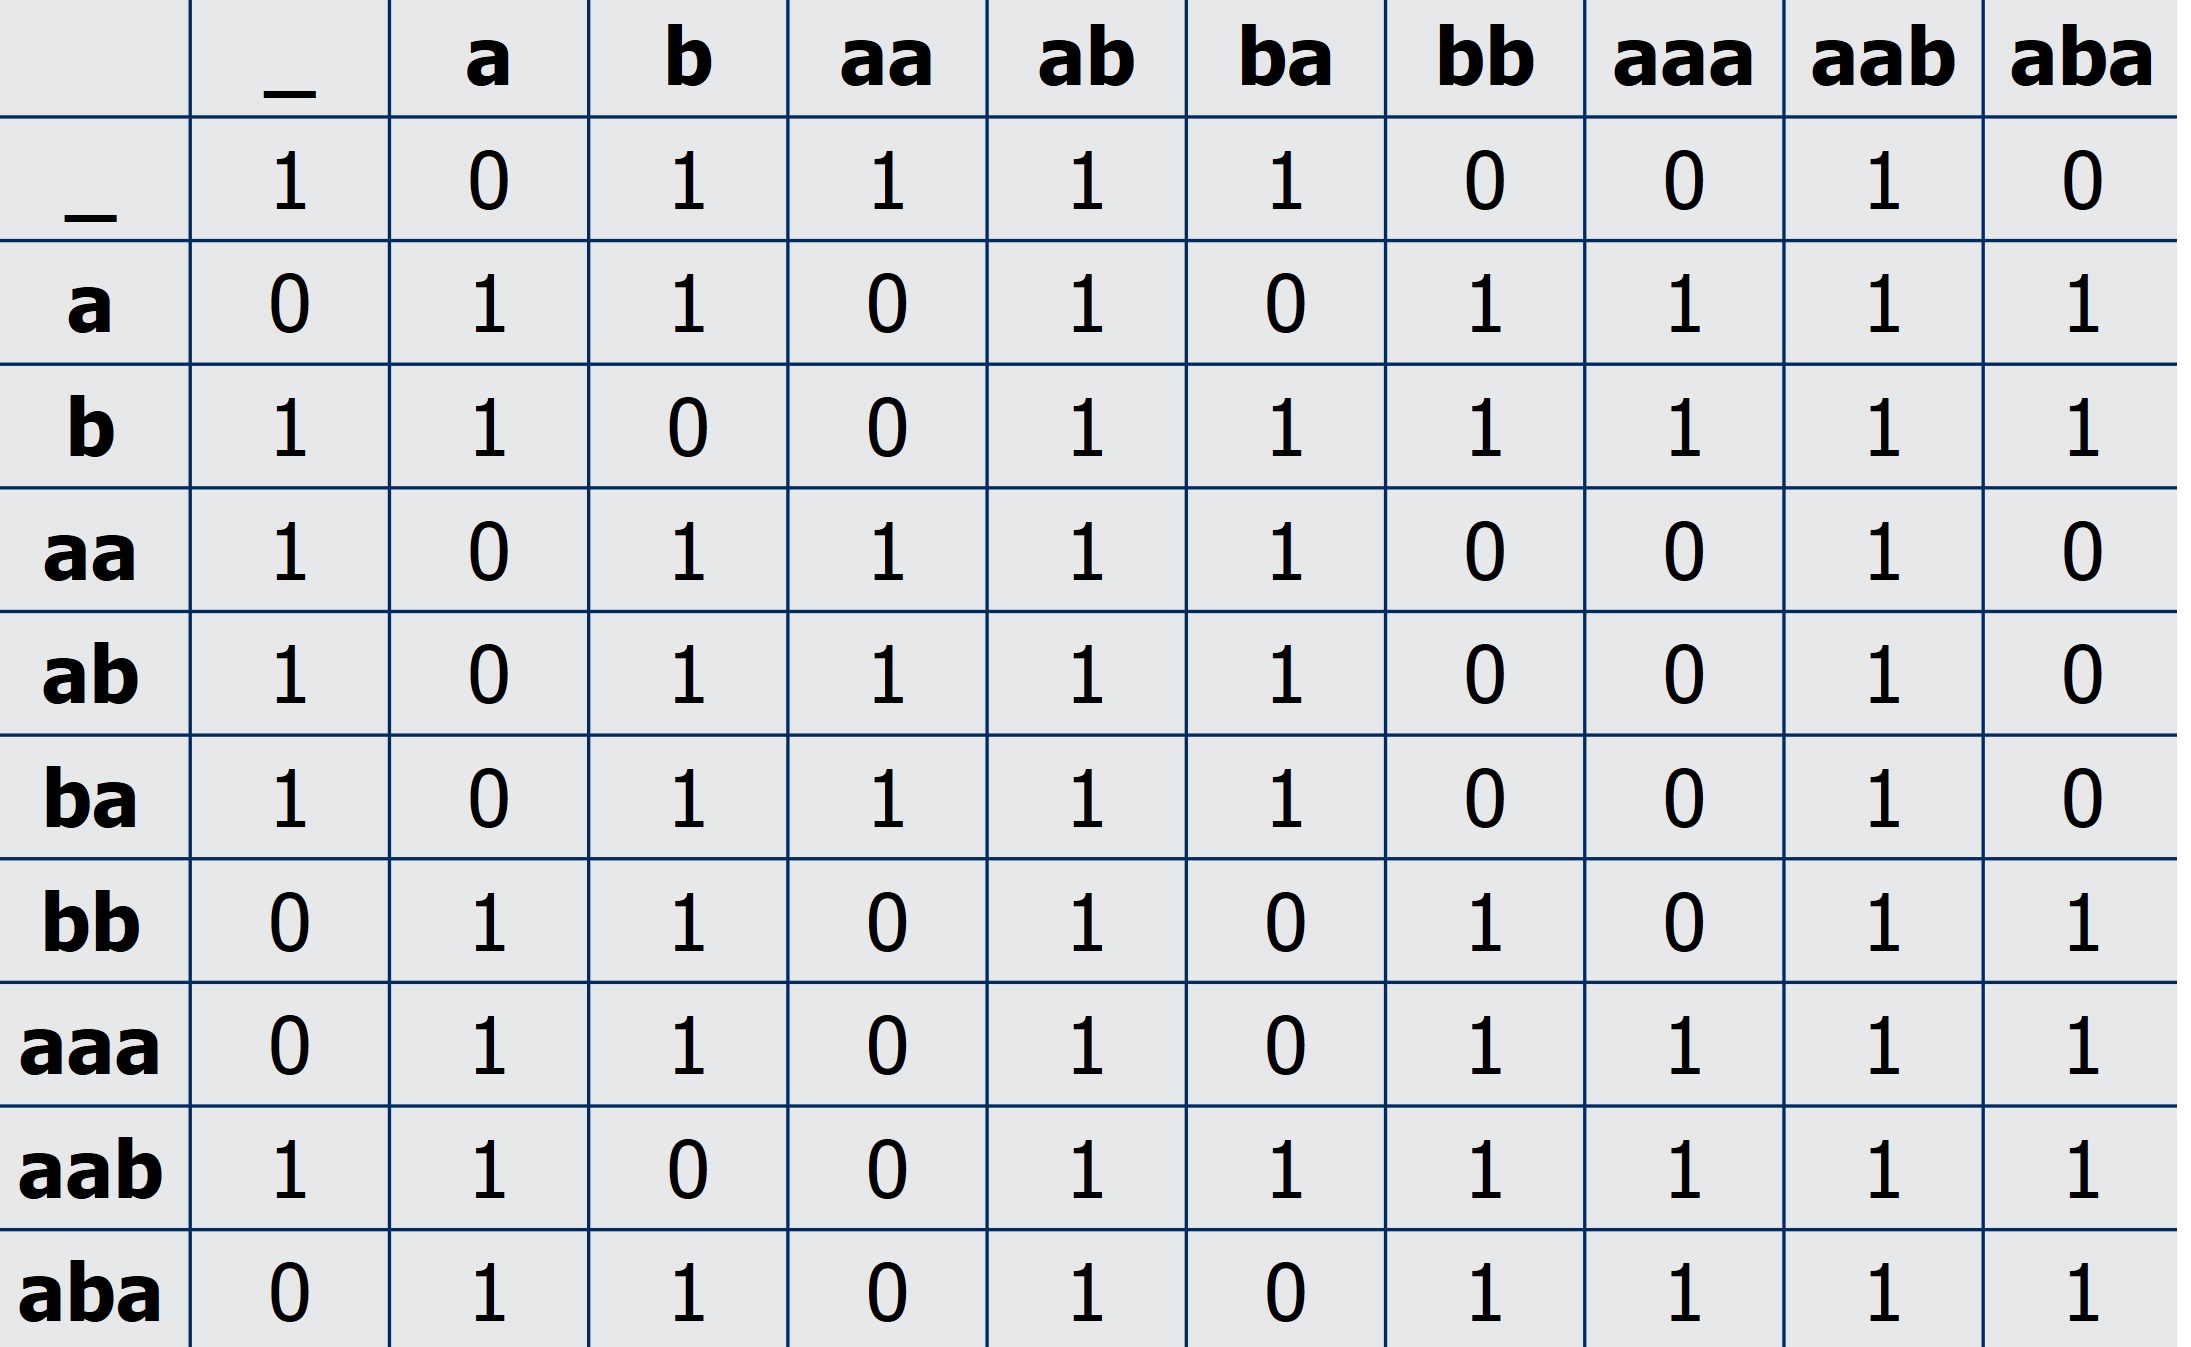 _ a b aa ab ba bb aaa aab aba
_ 1 0 1 1 1 1 0 0 1 0
a 0 1 1 0 1 0 1 1 1 1
b 1 1 0 0 1 1 1 1 1 1
aa 1 0 1 1 1 1 0 0 1 0
ab 1 0 1 1 1 1 0 0 1 0
ba 1 0 1 1 1 1 0 0 1 0
bb 0 1 1 0 1 0 1 0 1 1
aaa 0 1 1 0 1 0 1 1 1 1
aab 1 1 0 0 1 1 1 1 1 1
aba 0 1 1 0 1 0 1 1 1 1